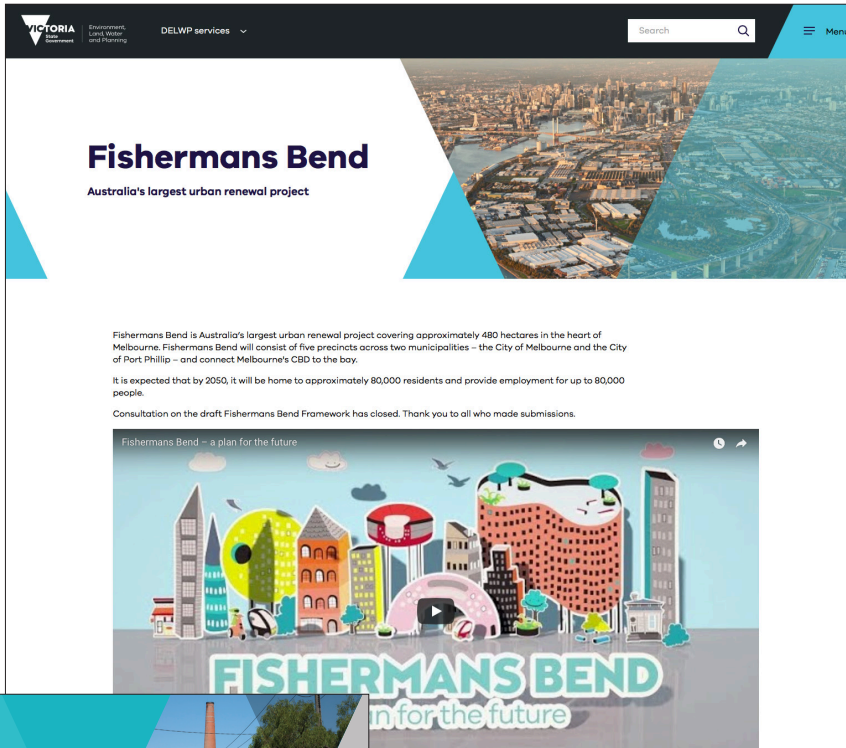 VICTORIA
State
Government
Environment,
Land, Water
and Planning
DELWP services
Search
Menu
Fishermans Bend
Australia's largest urban renewal project
Fishermans Bend is Australia's largest urban renewal project covering approximately 480 hectares in the heart of
Melbourne. Fishermans Bend will consist of five precincts across two municipalities – the City of Melbourne and the City
of Port Phillip – and connect Melbourne's CBD to the bay.
It is expected that by 2050, it will be home to approximately 80,000 residents and provide employment for up to 80,000
people.
Consultation on the draft Fishermans Bend Framework has closed. Thank you to all who made submissions.
Fishermans Bend – a plan for the future
FISHERMANS BEND
for the future